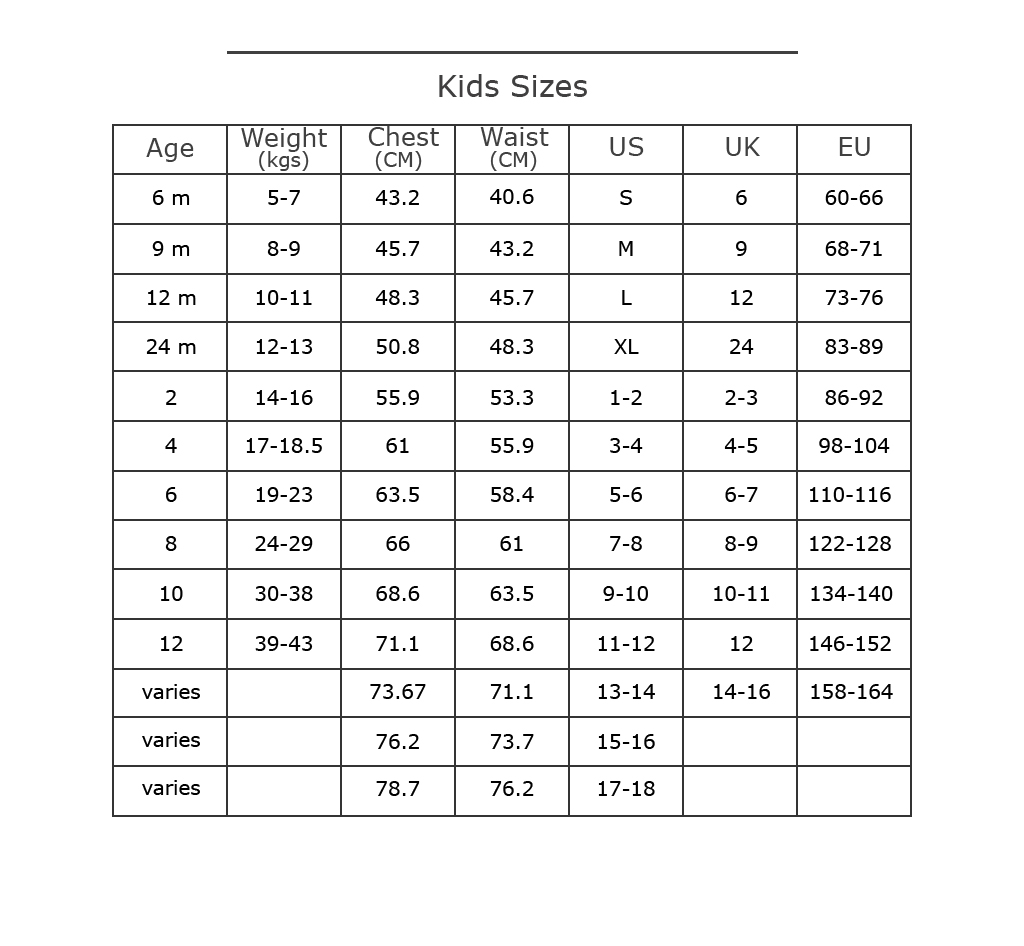 Kids Sizes
Age Weight (kgs) Chest (CM) Waist (CM) US UK EU
6 m 5-7 43.2 40.6 S 6 60-66
9 m 8-9 45.7 43.2 M 9 68-71
12 m 10-11 48.3 45.7 L 12 73-76
24 m 12-13 50.8 48.3 XL 24 83-89
2 14-16 55.9 53.3 1-2 2-3 86-92
4 17-18.5 61 55.9 3-4 4-5 98-104
6 19-23 63.5 58.4 5-6 6-7 110-116
8 24-29 66 61 7-8 8-9 122-128
10 30-38 68.6 63.5 9-10 10-11 134-140
12 39-43 71.1 68.6 11-12 12 146-152
varies 73.67 71.1 13-14 14-16 158-164
varies 76.2 73.7 15-16
varies 78.7 76.2 17-18